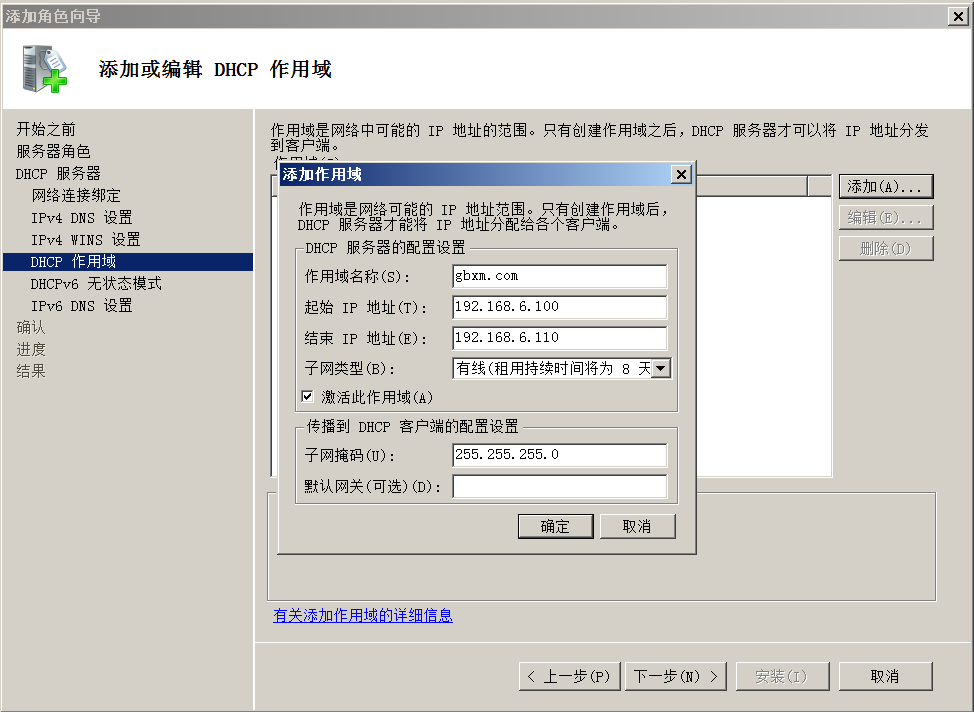 添加角色向导
添加或编辑 DHCP 作用域
开始之前
服务器角色
DHCP 服务器
网络连接绑定
IPv4 DNS 设置
IPv4 WINS 设置
DHCP 作用域
DHCPv6 无状态模式
IPv6 DNS 设置
确认
进度
结果
作用域是网络中可能的 IP 地址的范围。只有创建作用域之后，DHCP 服务器才可以将 IP 地址分发
到客户端。
添加(A)...
编辑(E)...
删除(D)
添加作用域
作用域是网络可能的 IP 地址范围。只有创建作用域后，
DHCP 服务器才能将 IP 地址分配给各个客户端。
DHCP 服务器的配置设置
作用域名称(S): gbxm.com
起始 IP 地址(T): 192.168.6.100
结束 IP 地址(E): 192.168.6.110
子网类型(B): 有线(租用持续时间将为 8 天
激活此作用域(A)
传播到 DHCP 客户端的配置设置
子网掩码(U): 255.255.255.0
默认网关(可选)(D):
确定 取消
有关添加作用域的详细信息
< 上一步(P) 下一步(N) > 安装(I) 取消